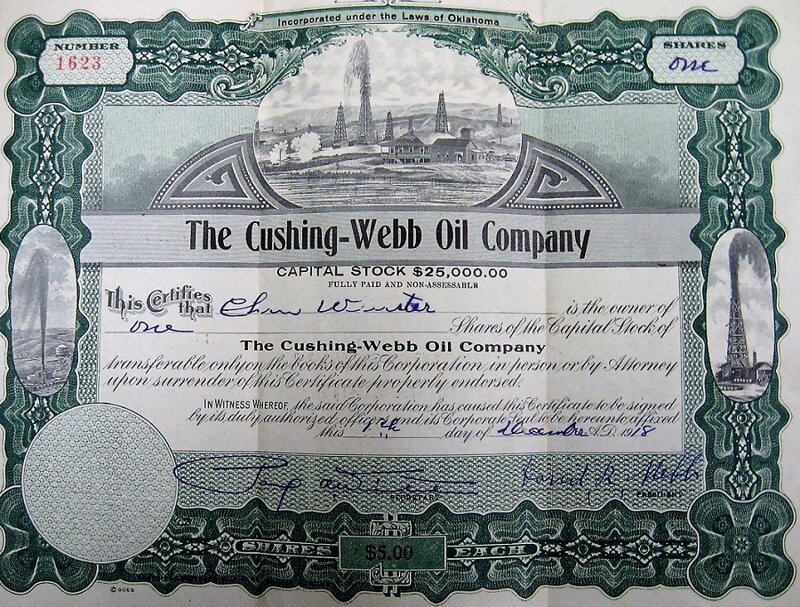 Incorporated under the Laws of Oklahoma
NUMBER
1623
SHARES
one
The Cushing-Webb Oil Company
CAPITAL STOCK $25,000.00
FULLY PAID AND NON-ASSESSABLE
This Certifies that is the owner of
one Shares of the Capital Stock of
The Cushing-Webb Oil Company
transferable only on the books of this Corporation, in person or by Attorney
upon surrender of this Certificate properly endorsed.
IN WITNESS WHEREOF, the said Corporation has caused this Certificate to be signed
by its duly authorized officers and its Corporate Seal to be hereunto affixed
this day of December A.D. 1918
David R. Webb
SECRETARY
PRESIDENT
SHARES $5.00 EACH
© GOES